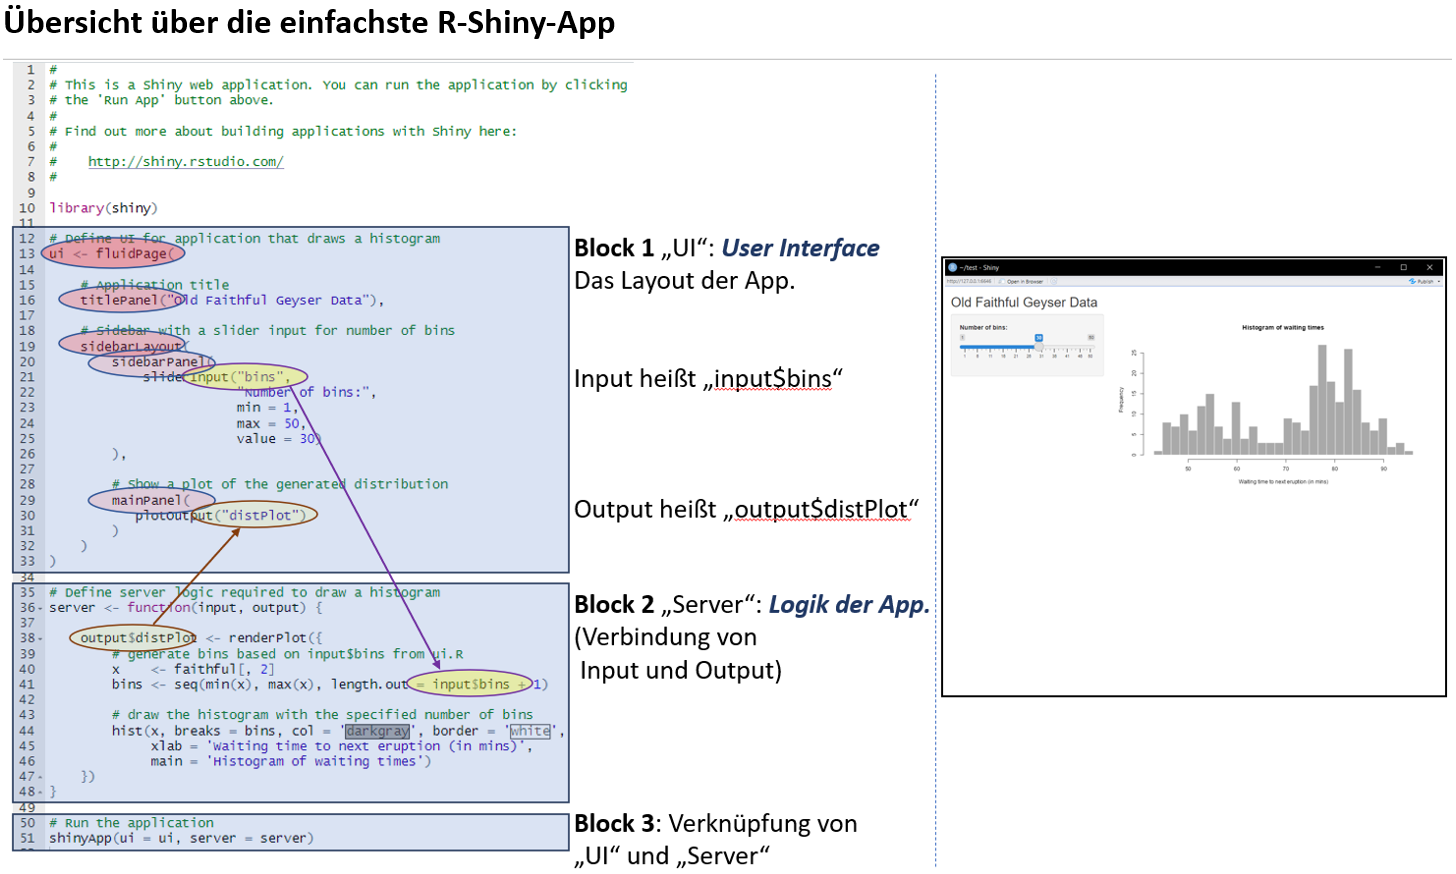 Übersicht über die einfachste R-Shiny-App
1 #
2 # This is a Shiny web application. You can run the application by clicking
3 # the 'Run App' button above.
4 #
5 # Find out more about building applications with Shiny here:
6 #
7 #    http://shiny.rstudio.com/
8 #
9
10 library(shiny)
11
12 # Define UI for application that draws a histogram
13 ui <- fluidPage(
14
15     # Application title
16     titlePanel("Old Faithful Geyser Data"),
17
18     # Sidebar with a slider input for number of bins
19     sidebarLayout(
20         sidebarPanel(
21             sliderInput("bins",
22                         "Number of bins:",
23                         min = 1,
24                         max = 50,
25                         value = 30)
26         ),
27
28         # Show a plot of the generated distribution
29         mainPanel(
30            plotOutput("distPlot")
31         )
32     )
33 )
34
35 # Define server logic required to draw a histogram
36 server <- function(input, output) {
37
38     output$distPlot <- renderPlot({
39         # generate bins based on input$bins from ui.R
40         x    <- faithful[, 2]
41         bins <- seq(min(x), max(x), length.out = input$bins + 1)
42
43         # draw the histogram with the specified number of bins
44         hist(x, breaks = bins, col = 'darkgray', border = 'white',
45              xlab = 'Waiting time to next eruption (in mins)',
46              main = 'Histogram of waiting times')
47     })
48 }
49
50 # Run the application
51 shinyApp(ui = ui, server = server)
Block 1 „UI“: User Interface
Das Layout der App.
Input heißt „input$bins“
Output heißt „output$distPlot“
Block 2 „Server“: Logik der App.
(Verbindung von
Input und Output)
Block 3: Verknüpfung von
„UI“ und „Server“
~/test - Shiny
Open in Browser
Publish
Old Faithful Geyser Data
Number of bins:
1 30 50
1 6 11 16 21 26 31 36 41 46 50
Histogram of waiting times
Frequency
25
20
15
10
5
0
50 60 70 80 90
Waiting time to next eruption (in mins)